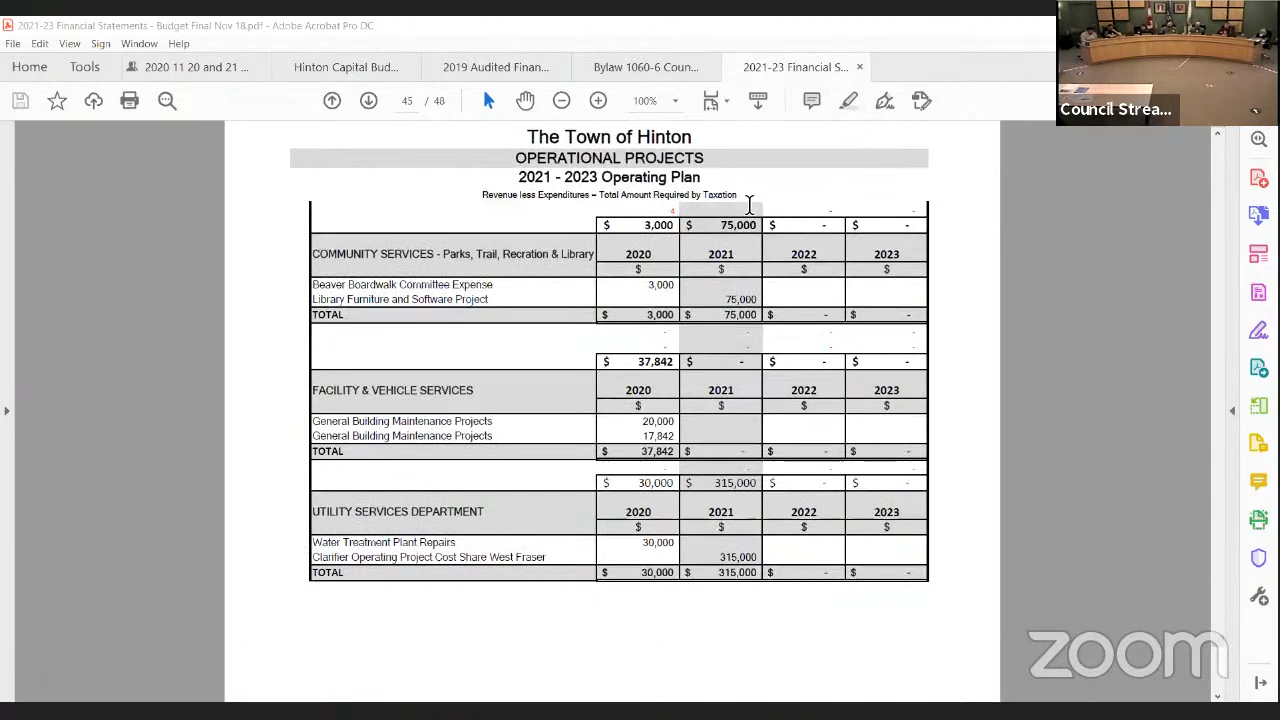 2021-23 Financial Statements - Budget Final Nov 18.pdf - Adobe Acrobat Pro DC
File Edit View Sign Window Help
Home Tools 2020 11 20 and 21 ... Hinton Capital Bud... 2019 Audited Finan... Bylaw 1060-6 Coun... 2021-23 Financial S... ×
45 / 48 100%
Council Strea...
The Town of Hinton
OPERATIONAL PROJECTS
2021 - 2023 Operating Plan
Revenue less Expenditures = Total Amount Required by Taxation
4 - -
$ 3,000 $ 75,000 $ - $ -
COMMUNITY SERVICES - Parks, Trail, Recration & Library 2020 2021 2022 2023
$ $ $ $
Beaver Boardwalk Committee Expense 3,000
Library Furniture and Software Project 75,000
TOTAL $ 3,000 $ 75,000 $ - $ -
- - - -
- - - -
$ 37,842 $ - $ - $ -
FACILITY & VEHICLE SERVICES 2020 2021 2022 2023
$ $ $ $
General Building Maintenance Projects 20,000
General Building Maintenance Projects 17,842
TOTAL $ 37,842 $ - $ - $ -
- - - -
$ 30,000 $ 315,000 $ - $ -
UTILITY SERVICES DEPARTMENT 2020 2021 2022 2023
$ $ $ $
Water Treatment Plant Repairs 30,000
Clarifier Operating Project Cost Share West Fraser 315,000
TOTAL $ 30,000 $ 315,000 $ - $ -
zoom